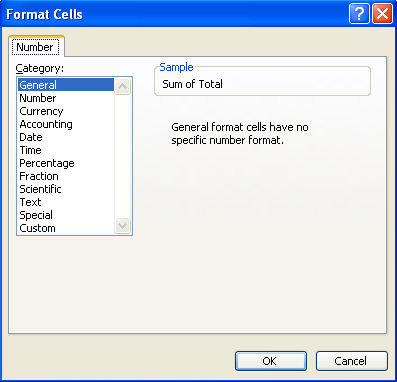 Format Cells
Number
Category:
General
Number
Currency
Accounting
Date
Time
Percentage
Fraction
Scientific
Text
Special
Custom
Sample
Sum of Total
General format cells have no
specific number format.
OK
Cancel